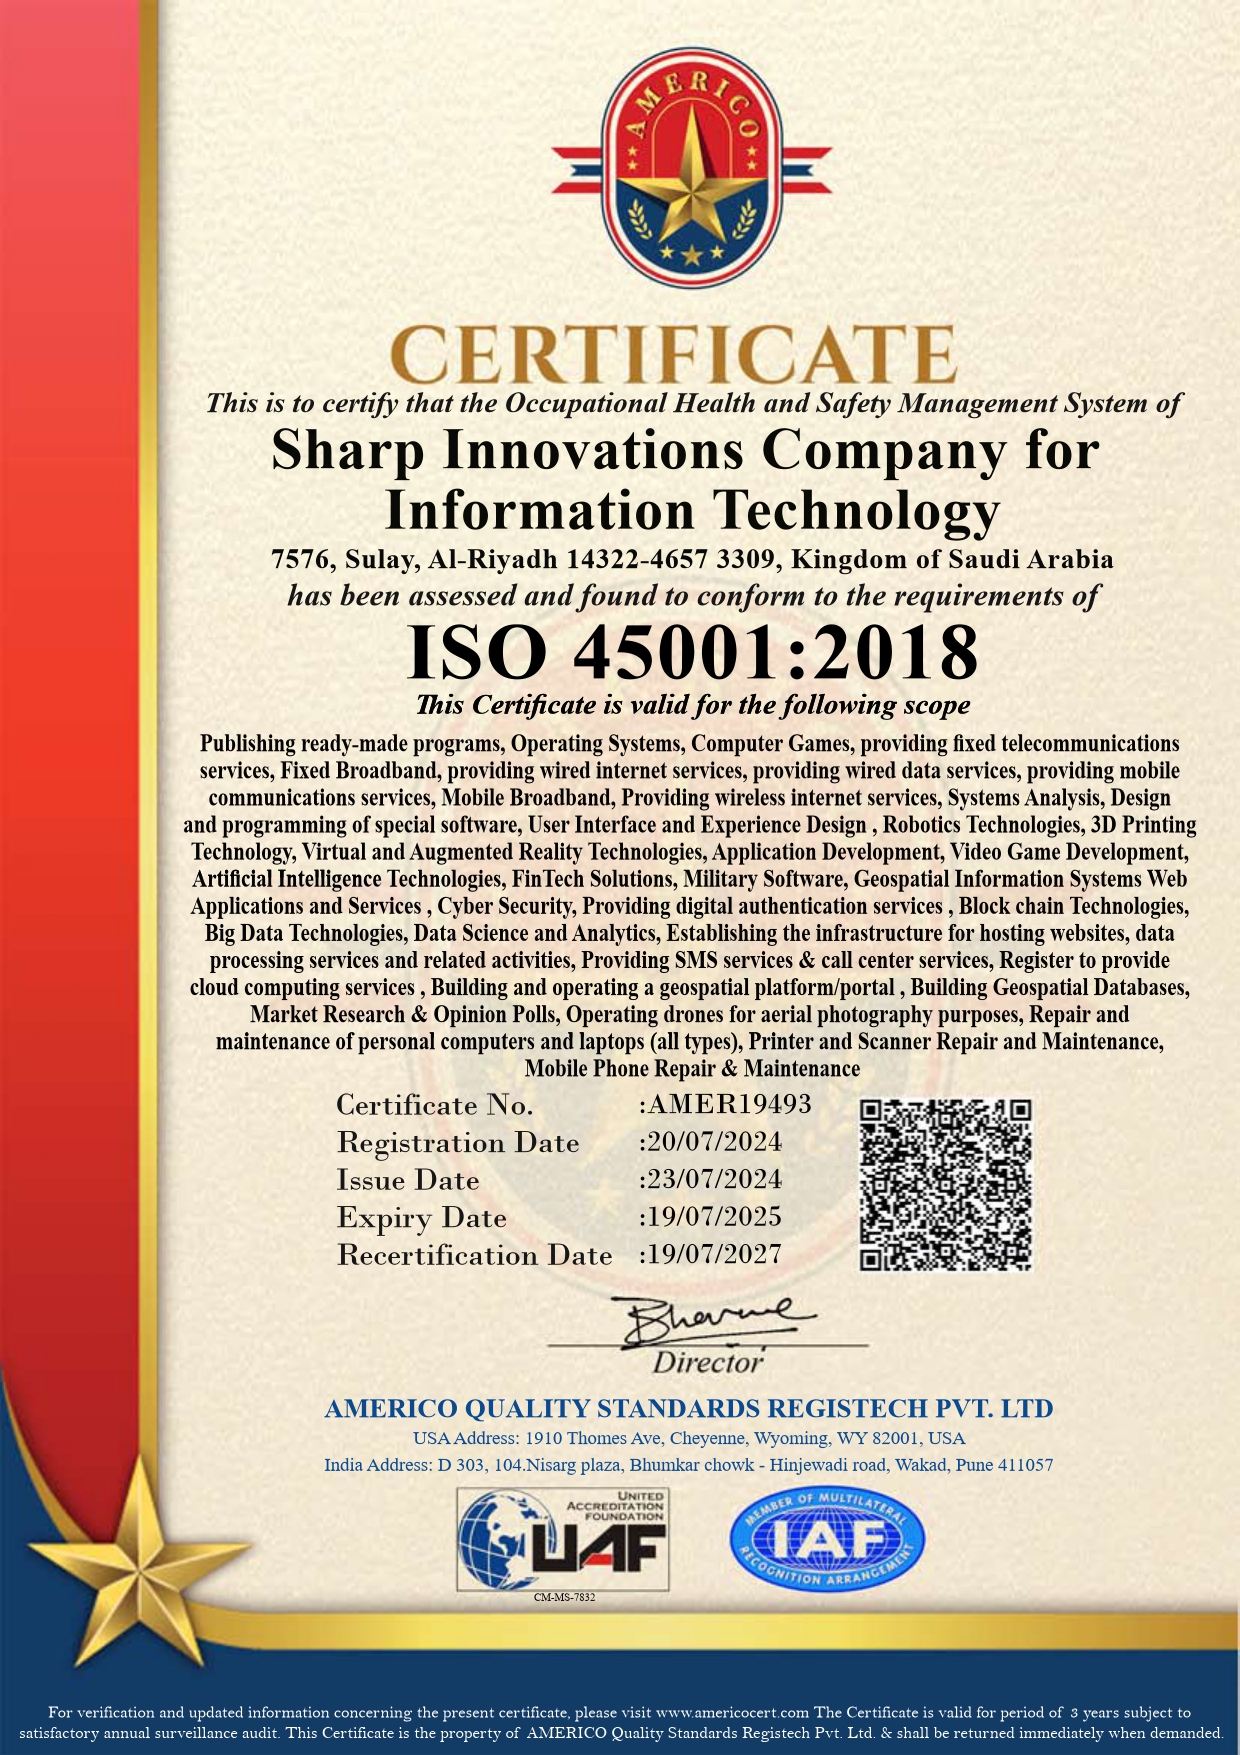 AMERICO
CERTIFICATE
This is to certify that the Occupational Health and Safety Management System of
Sharp Innovations Company for
Information Technology
7576, Sulay, Al-Riyadh 14322-4657 3309, Kingdom of Saudi Arabia
has been assessed and found to conform to the requirements of
ISO 45001:2018
This Certificate is valid for the following scope
Publishing ready-made programs, Operating Systems, Computer Games, providing fixed telecommunications
services, Fixed Broadband, providing wired internet services, providing wired data services, providing mobile
communications services, Mobile Broadband, Providing wireless internet services, Systems Analysis, Design
and programming of special software, User Interface and Experience Design , Robotics Technologies, 3D Printing
Technology, Virtual and Augmented Reality Technologies, Application Development, Video Game Development,
Artificial Intelligence Technologies, FinTech Solutions, Military Software, Geospatial Information Systems Web
Applications and Services , Cyber Security, Providing digital authentication services , Block chain Technologies,
Big Data Technologies, Data Science and Analytics, Establishing the infrastructure for hosting websites, data
processing services and related activities, Providing SMS services & call center services, Register to provide
cloud computing services , Building and operating a geospatial platform/portal , Building Geospatial Databases,
Market Research & Opinion Polls, Operating drones for aerial photography purposes, Repair and
maintenance of personal computers and laptops (all types), Printer and Scanner Repair and Maintenance,
Mobile Phone Repair & Maintenance
Certificate No. :AMER19493
Registration Date :20/07/2024
Issue Date :23/07/2024
Expiry Date :19/07/2025
Recertification Date :19/07/2027
Director
AMERICO QUALITY STANDARDS REGISTECH PVT. LTD
USA Address: 1910 Thomes Ave, Cheyenne, Wyoming, WY 82001, USA
India Address: D 303, 104.Nisarg plaza, Bhumkar chowk - Hinjewadi road, Wakad, Pune 411057
UNITED
ACCREDITATION
FOUNDATION
UAF
CM-MS-7832
MEMBER OF MULTILATERAL
IAF
RECOGNITION ARRANGEMENT
For verification and updated information concerning the present certificate, please visit www.americocert.com The Certificate is valid for period of 3 years subject to
satisfactory annual surveillance audit. This Certificate is the property of AMERICO Quality Standards Registech Pvt. Ltd. & shall be returned immediately when demanded.